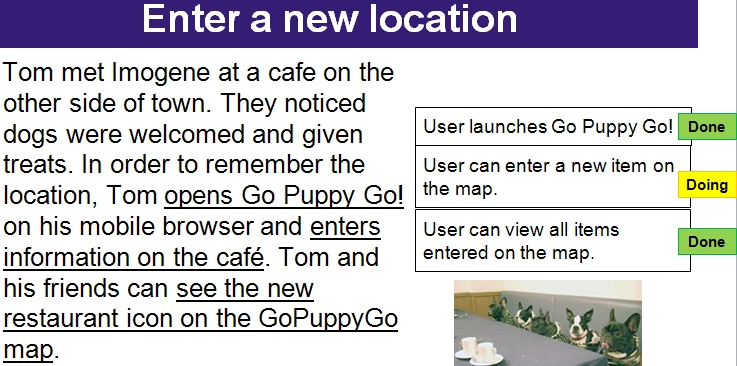 Enter a new location
Tom met Imogene at a cafe on the
other side of town. They noticed
dogs were welcomed and given
treats. In order to remember the
location, Tom opens Go Puppy Go!
on his mobile browser and enters
information on the café. Tom and
his friends can see the new
restaurant icon on the GoPuppyGo
map.
User launches Go Puppy Go!
Done
User can enter a new item on
the map.
Doing
User can view all items
entered on the map.
Done